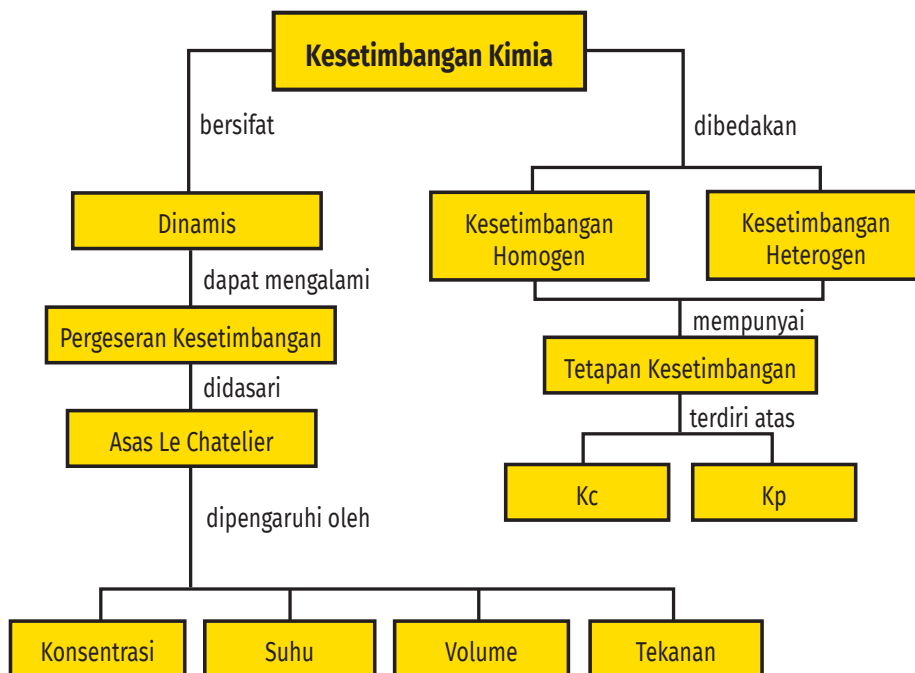 Kesetimbangan Kimia
bersifat
dibedakan
Dinamis
Kesetimbangan
Homogen
Kesetimbangan
Heterogen
dapat mengalami
mempunyai
Pergeseran Kesetimbangan
Tetapan Kesetimbangan
didasari
terdiri atas
Asas Le Chatelier
Kc
Kp
dipengaruhi oleh
Konsentrasi
Suhu
Volume
Tekanan